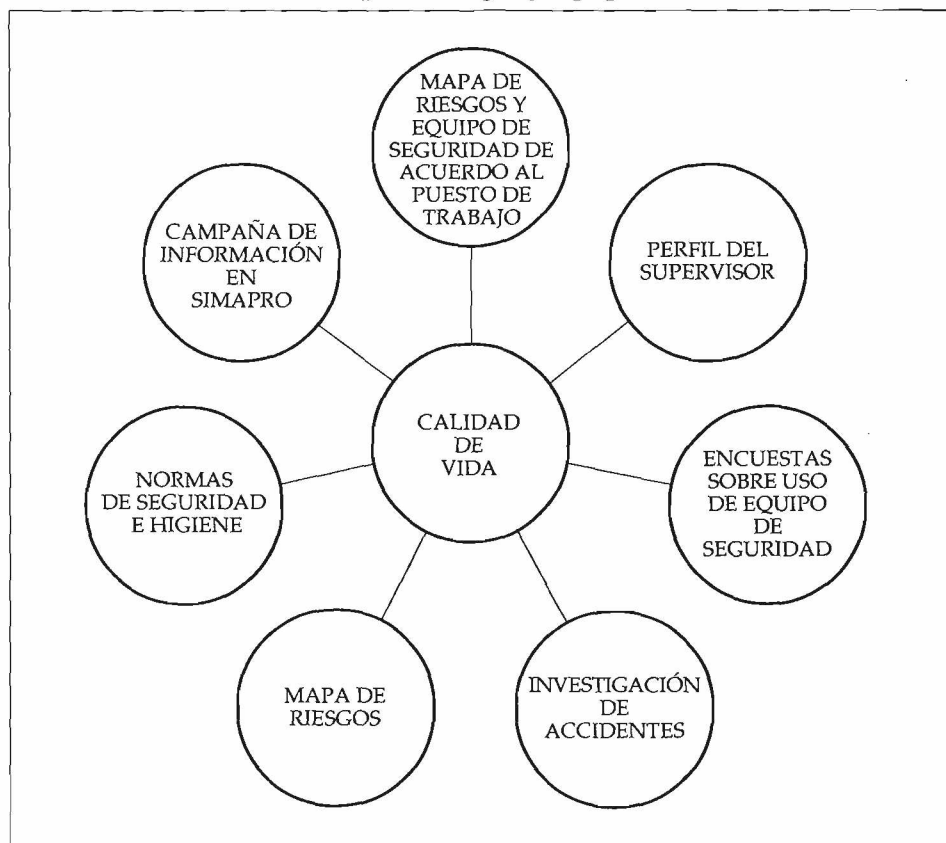 MAPA DE
RIESGOS Y
EQUIPO DE
SEGURIDAD DE
ACUERDO AL
PUESTO DE
TRABAJO
CAMPAÑA DE
INFORMACIÓN
EN
SIMAPRO
PERFIL DEL
SUPERVISOR
CALIDAD
DE
VIDA
NORMAS
DE SEGURIDAD
E HIGIENE
ENCUESTAS
SOBRE USO
DE EQUIPO
DE
SEGURIDAD
MAPA DE
RIESGOS
INVESTIGACIÓN
DE
ACCIDENTES